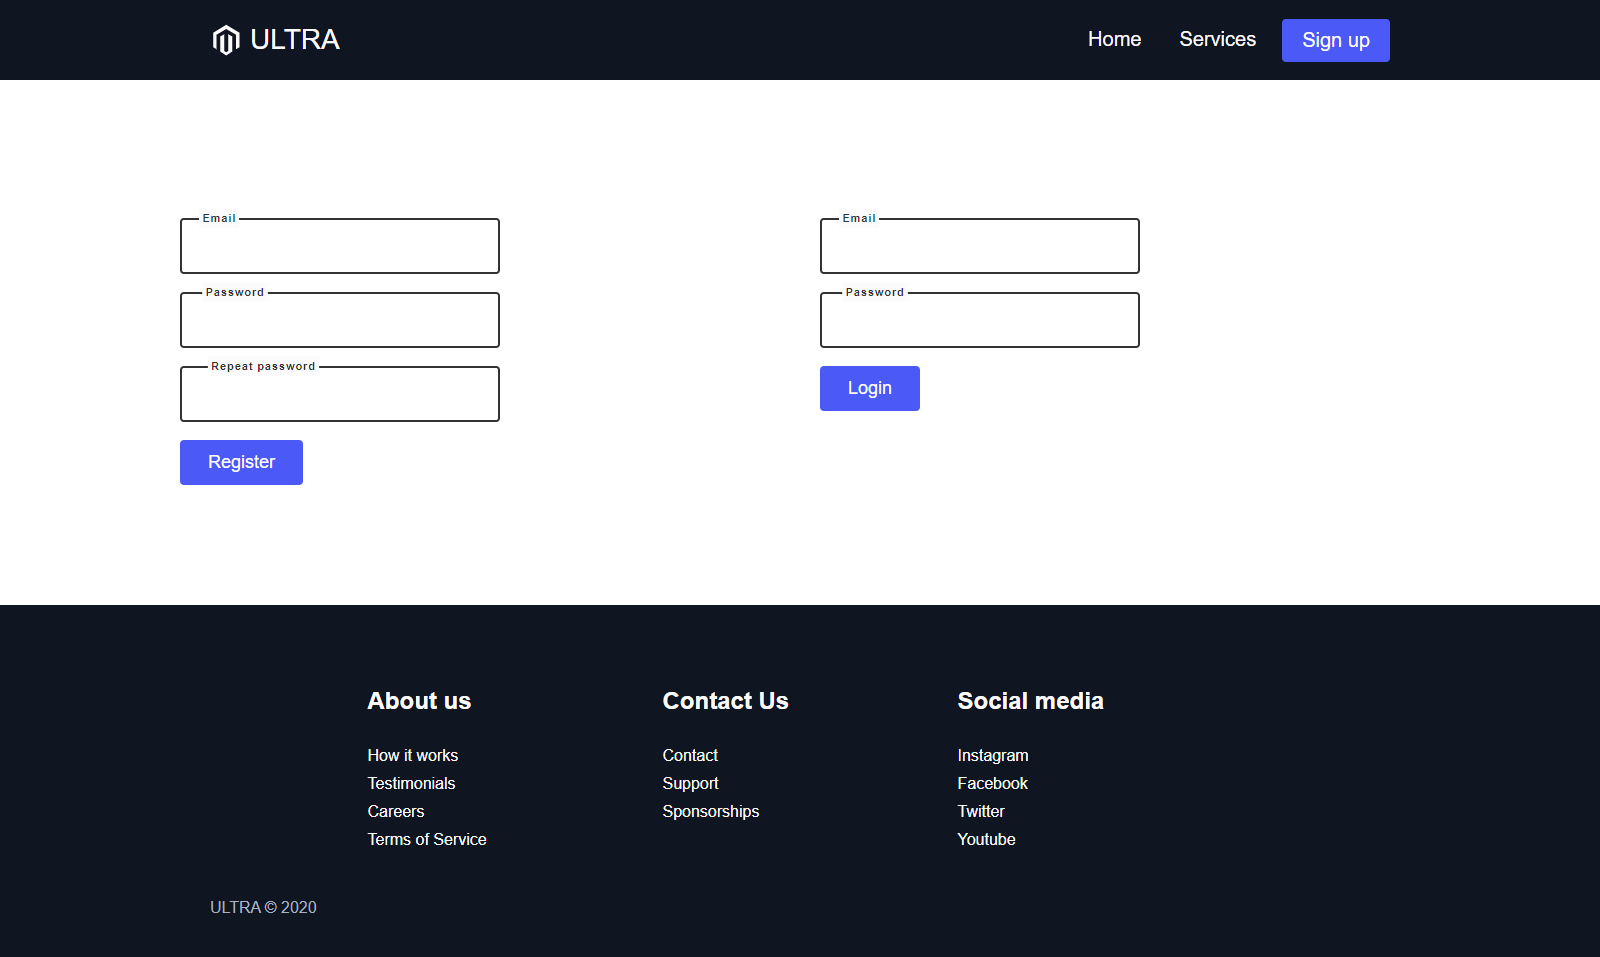 ULTRA
Home
Services
Sign up
Email
Password
Repeat password
Register
Email
Password
Login
About us
How it works
Testimonials
Careers
Terms of Service
Contact Us
Contact
Support
Sponsorships
Social media
Instagram
Facebook
Twitter
Youtube
ULTRA © 2020